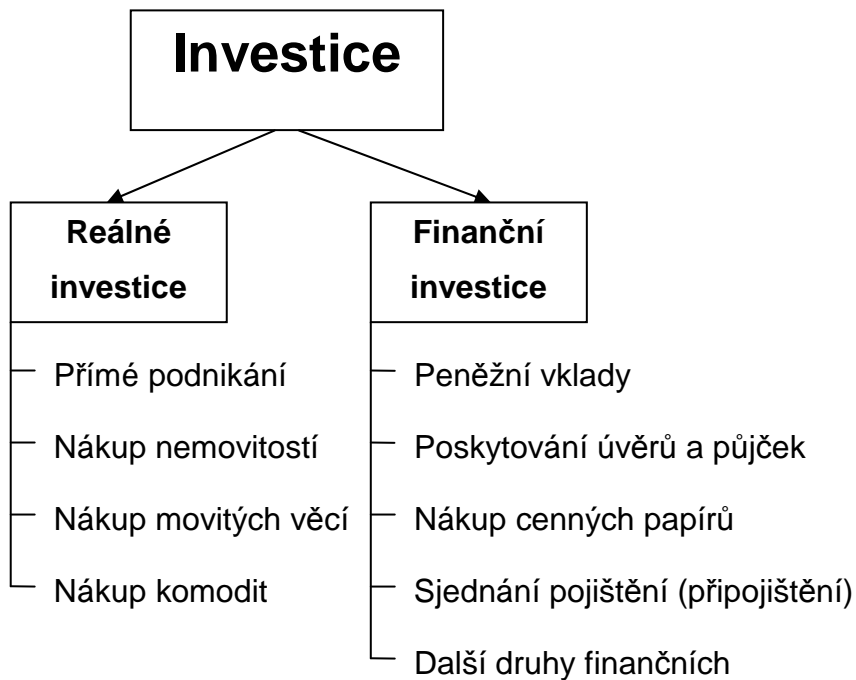 Investice
Reálné
investice
Přímé podnikání
Nákup nemovitostí
Nákup movitých věcí
Nákup komodit
Finanční
investice
Peněžní vklady
Poskytování úvěrů a půjček
Nákup cenných papírů
Sjednání pojištění (připojištění)
Další druhy finančních